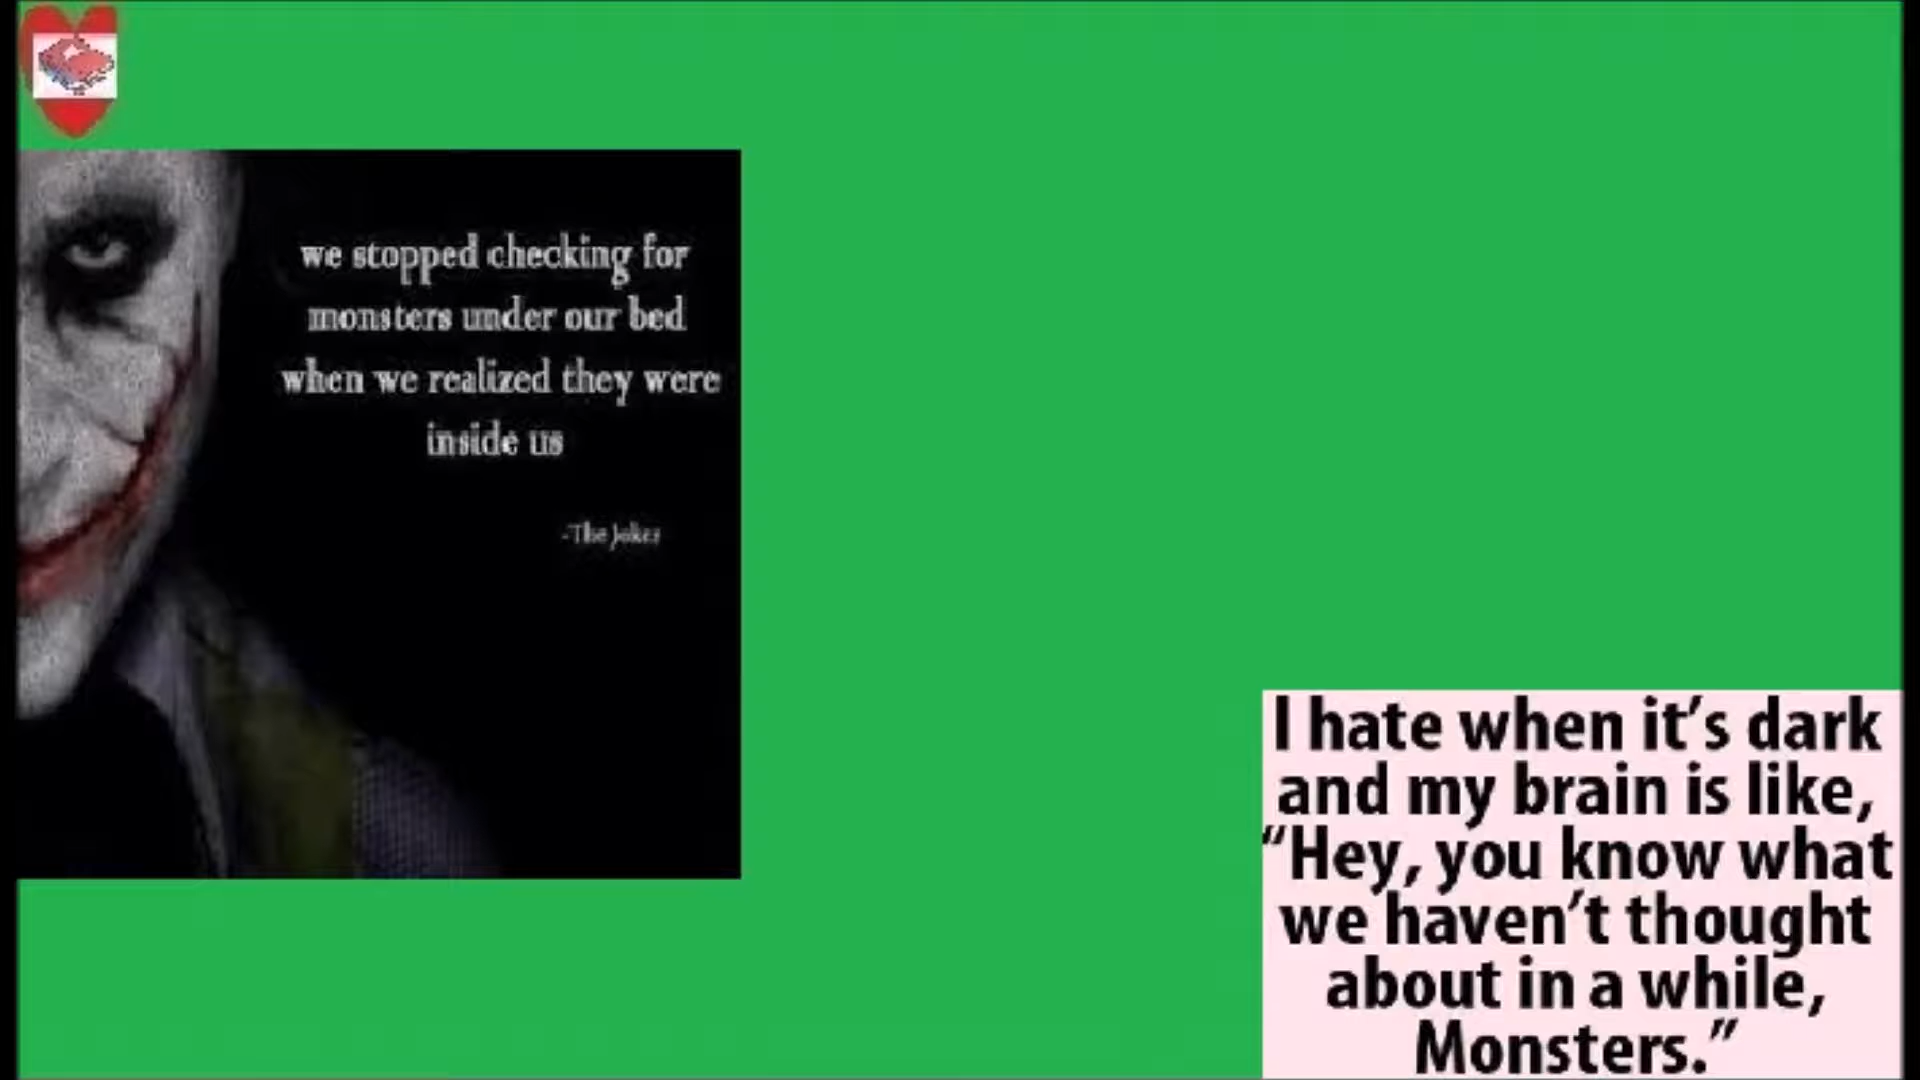 we stopped checking for
monsters under our bed
when we realized they were
inside us
-The Joker
I hate when it's dark
and my brain is like,
“Hey, you know what
we haven't thought
about in a while,
Monsters.”